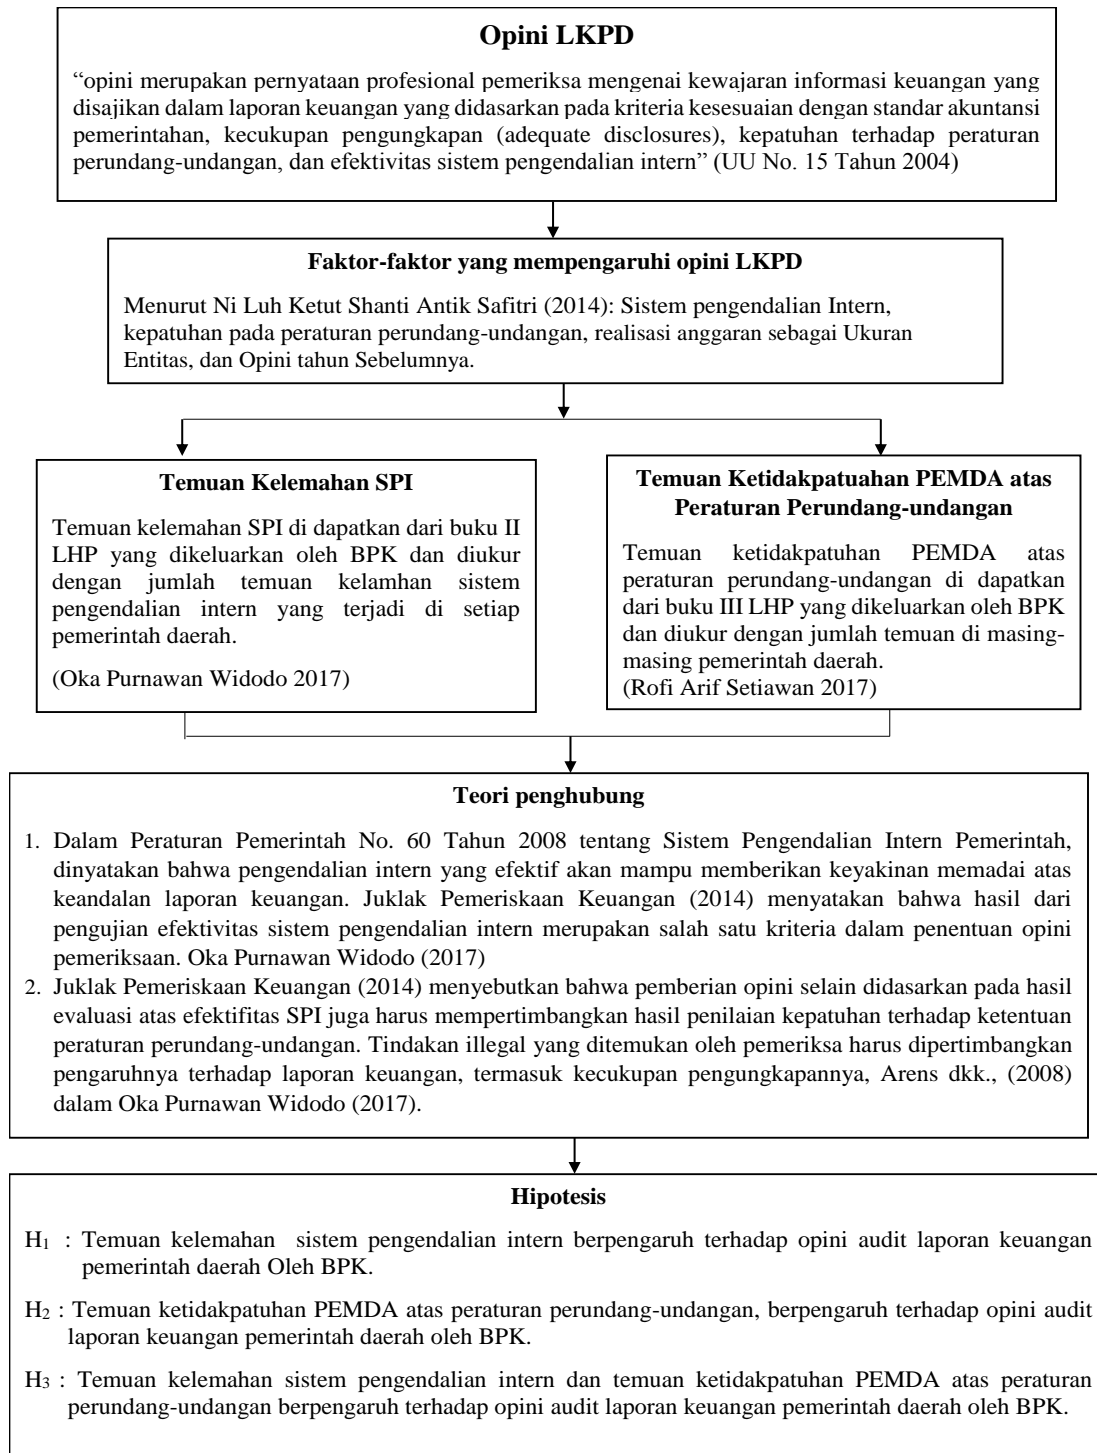 Opini LKPD
“opini merupakan pernyataan profesional pemeriksa mengenai kewajaran informasi keuangan yang
disajikan dalam laporan keuangan yang didasarkan pada kriteria kesesuaian dengan standar akuntansi
pemerintahan, kecukupan pengungkapan (adequate disclosures), kepatuhan terhadap peraturan
perundang-undangan, dan efektivitas sistem pengendalian intern” (UU No. 15 Tahun 2004)
Faktor-faktor yang mempengaruhi opini LKPD
Menurut Ni Luh Ketut Shanti Antik Safitri (2014): Sistem pengendalian Intern,
kepatuhan pada peraturan perundang-undangan, realisasi anggaran sebagai Ukuran
Entitas, dan Opini tahun Sebelumnya.
Temuan Kelemahan SPI
Temuan kelemahan SPI di dapatkan dari buku II
LHP yang dikeluarkan oleh BPK dan diukur
dengan jumlah temuan kelamhan sistem
pengendalian intern yang terjadi di setiap
pemerintah daerah.
(Oka Purnawan Widodo 2017)
Temuan Ketidakpatuahan PEMDA atas
Peraturan Perundang-undangan
Temuan ketidakpatuhan PEMDA atas
peraturan perundang-undangan di dapatkan
dari buku III LHP yang dikeluarkan oleh BPK
dan diukur dengan jumlah temuan di masing-
masing pemerintah daerah.
(Rofi Arif Setiawan 2017)
Teori penghubung
1. Dalam Peraturan Pemerintah No. 60 Tahun 2008 tentang Sistem Pengendalian Intern Pemerintah,
dinyatakan bahwa pengendalian intern yang efektif akan mampu memberikan keyakinan memadai atas
keandalan laporan keuangan. Juklak Pemeriskaan Keuangan (2014) menyatakan bahwa hasil dari
pengujian efektivitas sistem pengendalian intern merupakan salah satu kriteria dalam penentuan opini
pemeriksaan. Oka Purnawan Widodo (2017)
2. Juklak Pemeriskaan Keuangan (2014) menyebutkan bahwa pemberian opini selain didasarkan pada hasil
evaluasi atas efektifitas SPI juga harus mempertimbangkan hasil penilaian kepatuhan terhadap ketentuan
peraturan perundang-undangan. Tindakan illegal yang ditemukan oleh pemeriksa harus dipertimbangkan
pengaruhnya terhadap laporan keuangan, termasuk kecukupan pengungkapannya, Arens dkk., (2008)
dalam Oka Purnawan Widodo (2017).
Hipotesis
H₁ : Temuan kelemahan sistem pengendalian intern berpengaruh terhadap opini audit laporan keuangan
pemerintah daerah Oleh BPK.
H₂ : Temuan ketidakpatuhan PEMDA atas peraturan perundang-undangan, berpengaruh terhadap opini audit
laporan keuangan pemerintah daerah oleh BPK.
H₃ : Temuan kelemahan sistem pengendalian intern dan temuan ketidakpatuhan PEMDA atas peraturan
perundang-undangan berpengaruh terhadap opini audit laporan keuangan pemerintah daerah oleh BPK.